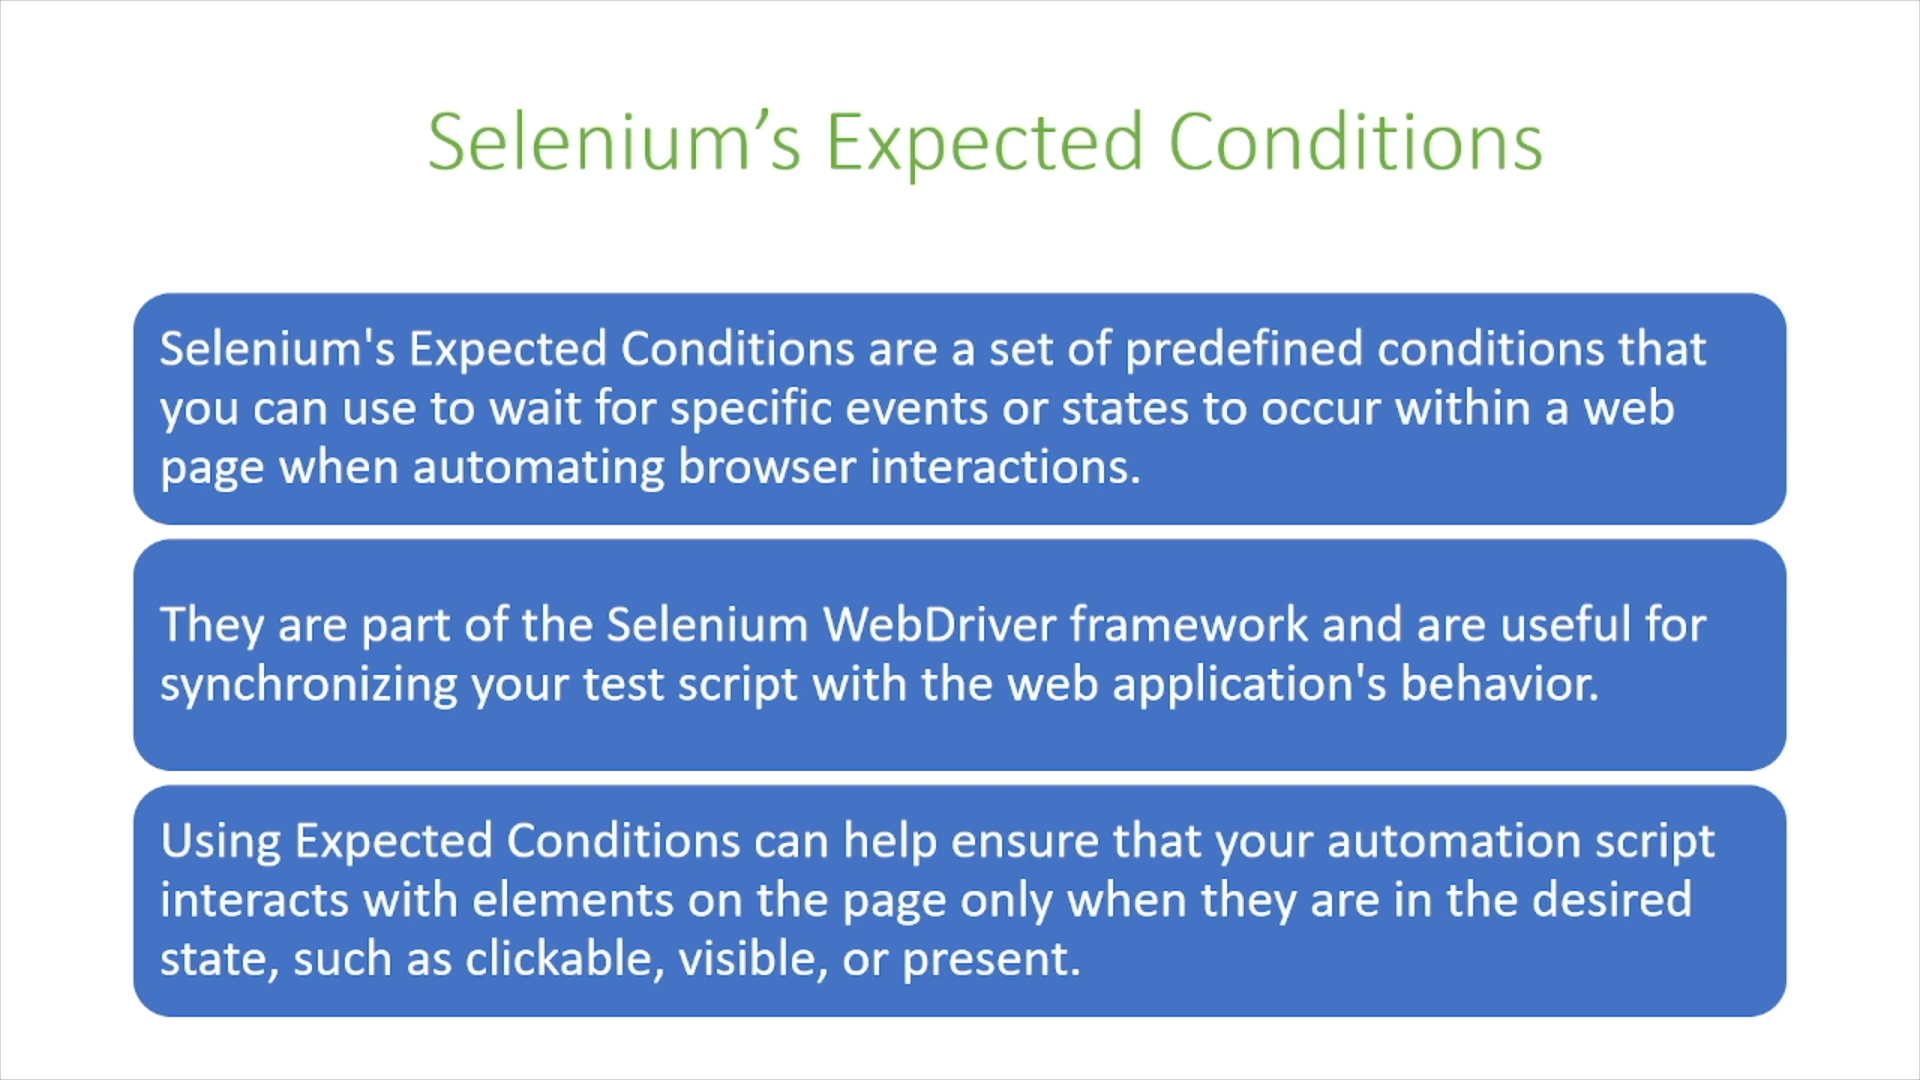 Selenium’s Expected Conditions
Selenium's Expected Conditions are a set of predefined conditions that
you can use to wait for specific events or states to occur within a web
page when automating browser interactions.
They are part of the Selenium WebDriver framework and are useful for
synchronizing your test script with the web application's behavior.
Using Expected Conditions can help ensure that your automation script
interacts with elements on the page only when they are in the desired
state, such as clickable, visible, or present.